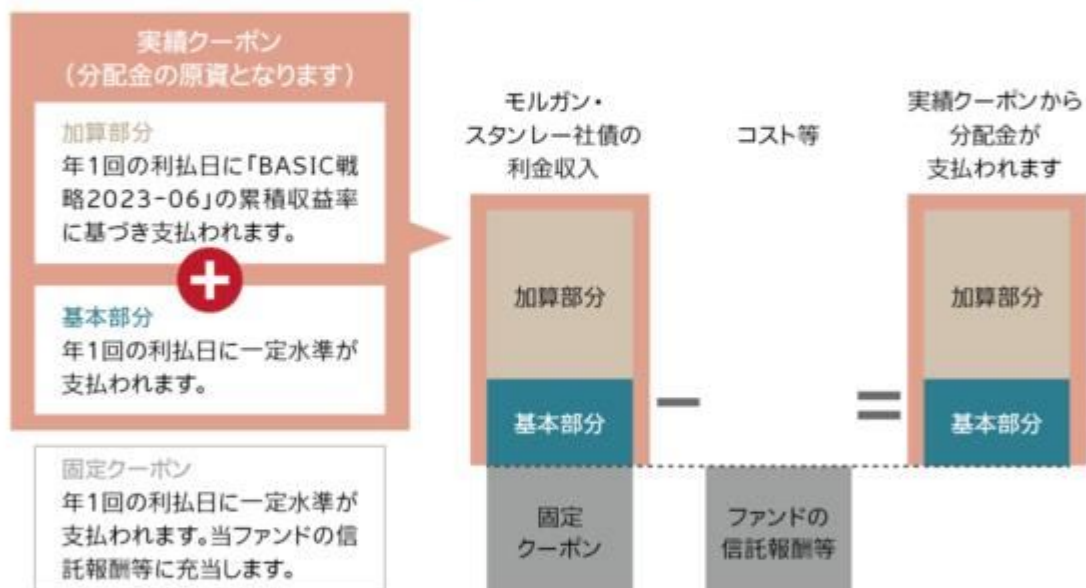 実績クーポン
（分配金の原資となります）
加算部分
年1回の利払日に「BASIC戦
略2023-06」の累積収益率
に基づき支払われます。
+
基本部分
年1回の利払日に一定水準が
支払われます。
固定クーポン
年1回の利払日に一定水準が
支払われます。当ファンドの信
託報酬等に充当します。
モルガン・
スタンレー社債の
利金収入
加算部分
基本部分
固定
クーポン
−
コスト等
ファンドの
信託報酬等
=
実績クーポンから
分配金が
支払われます
加算部分
基本部分